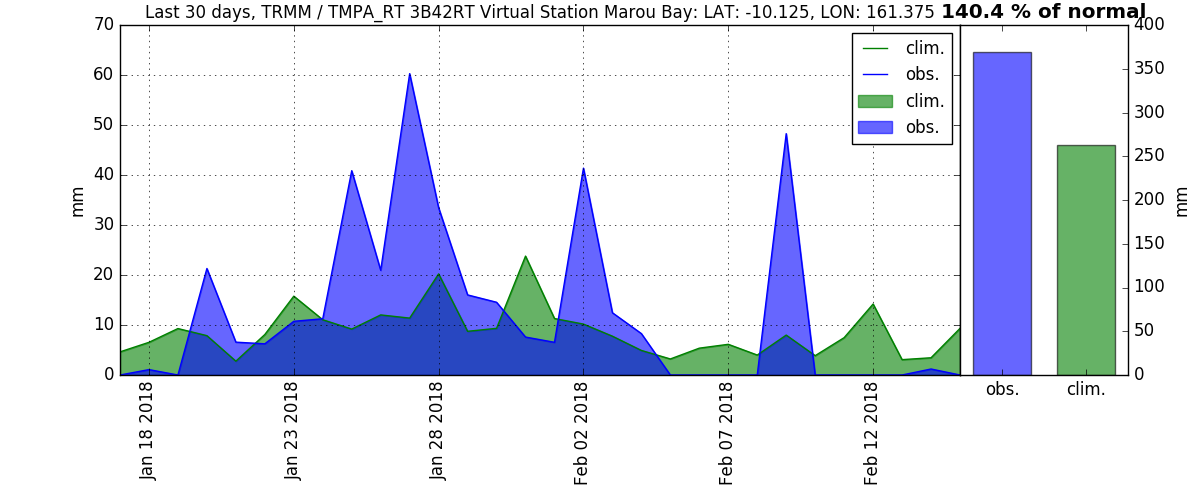 Last 30 days, TRMM / TMPA_RT 3B42RT Virtual Station Marou Bay: LAT: -10.125, LON: 161.375 140.4 % of normal
70
60
50
40
30
20
10
0
mm
clim.
obs.
clim.
obs.
Jan 18 2018
Jan 23 2018
Jan 28 2018
Feb 02 2018
Feb 07 2018
Feb 12 2018
400
350
300
250
200
150
100
50
0
mm
obs. clim.